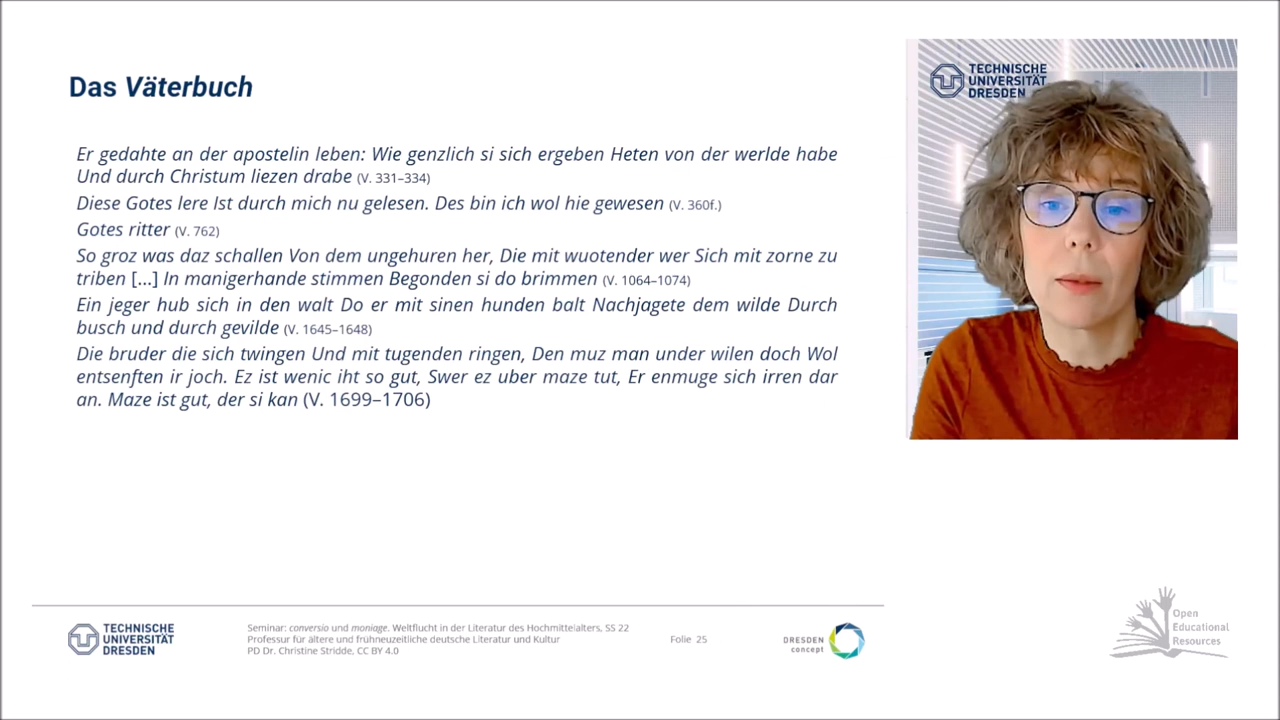 Das Väterbuch
TECHNISCHE
UNIVERSITÄT
DRESDEN
Er gedahte an der apostelin leben: Wie genzlich si sich ergeben Heten von der werlde habe
Und durch Christum liezen drabe (V. 331–334)
Diese Gotes lere Ist durch mich nu gelesen. Des bin ich wol hie gewesen (V. 360f.)
Gotes ritter (V. 762)
So groz was daz schallen Von dem ungehuren her, Die mit wuotender wer Sich mit zorne zu
triben [...] In manigerhande stimmen Begonden si do brimmen (V. 1064–1074)
Ein jeger hub sich in den walt Do er mit sinen hunden balt Nachjagete dem wilde Durch
busch und durch gevilde (V. 1645–1648)
Die bruder die sich twingen Und mit tugenden ringen, Den muz man under wilen doch Wol
entsenften ir joch. Ez ist wenic iht so gut, Swer ez uber maze tut, Er enmuge sich irren dar
an. Maze ist gut, der si kan (V. 1699–1706)
TECHNISCHE
UNIVERSITÄT
DRESDEN
Seminar: conversio und moniage. Weltflucht in der Literatur des Hochmittelalters, SS 22
Professur für ältere und frühneuzeitliche deutsche Literatur und Kultur
PD Dr. Christine Stridde, CC BY 4.0
Folie 25
DRESDEN
concept
Open
Educational
Resources